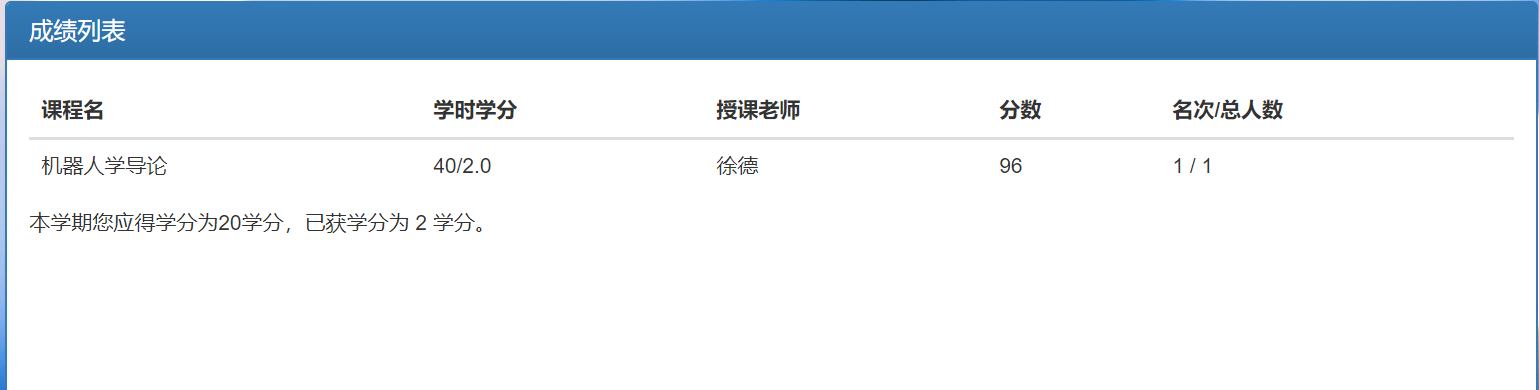 成绩列表
课程名 学时学分 授课老师 分数 名次/总人数
机器人学导论 40/2.0 徐德 96 1 / 1
本学期您应得学分为20学分，已获学分为 2 学分。